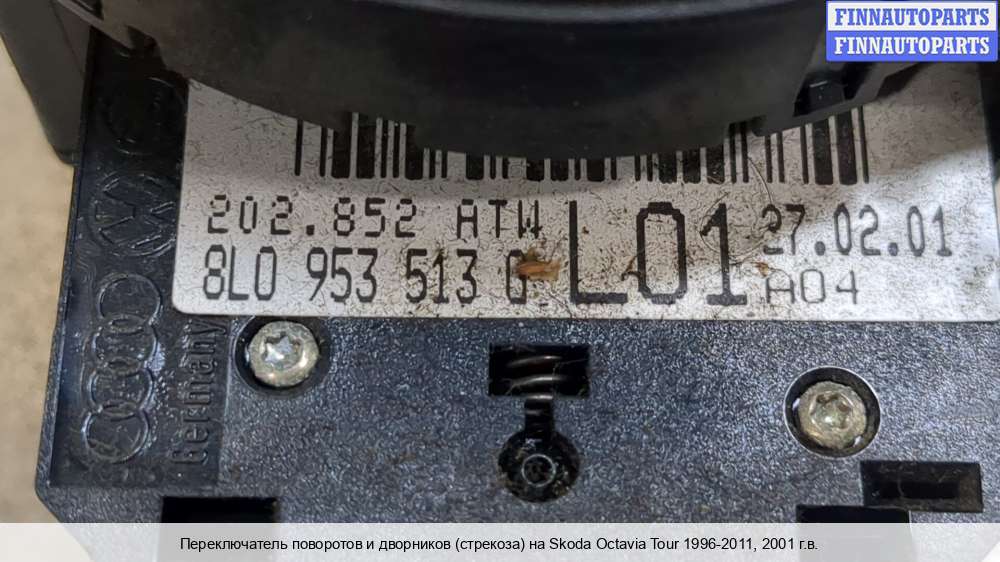 FINNAUTOPARTS
FINNAUTOPARTS
202.852 ATW
8L0 953 513 G
L01
27.02.01
A04
Germany
Переключатель поворотов и дворников (стрекоза) на Skoda Octavia Tour 1996-2011, 2001 г.в.